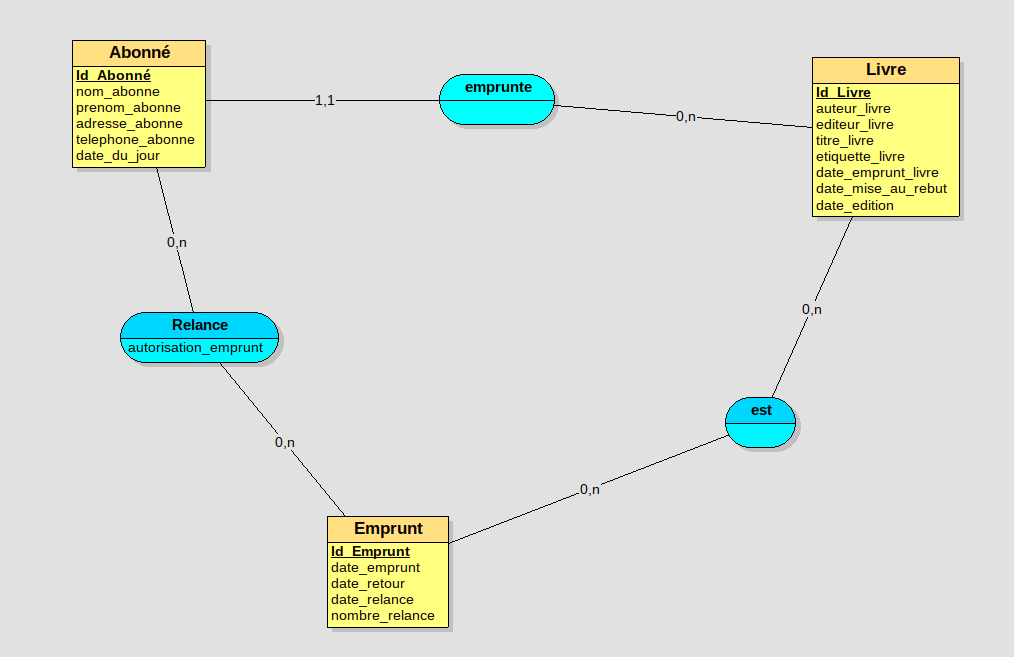 Abonné
Id_Abonné
nom_abonne
prenom_abonne
adresse_abonne
telephone_abonne
date_du_jour
1,1
emprunte
0,n
Livre
Id_Livre
auteur_livre
editeur_livre
titre_livre
etiquette_livre
date_emprunt_livre
date_mise_au_rebut
date_edition
0,n
Relance
autorisation_emprunt
0,n
0,n
est
0,n
Emprunt
Id_Emprunt
date_emprunt
date_retour
date_relance
nombre_relance